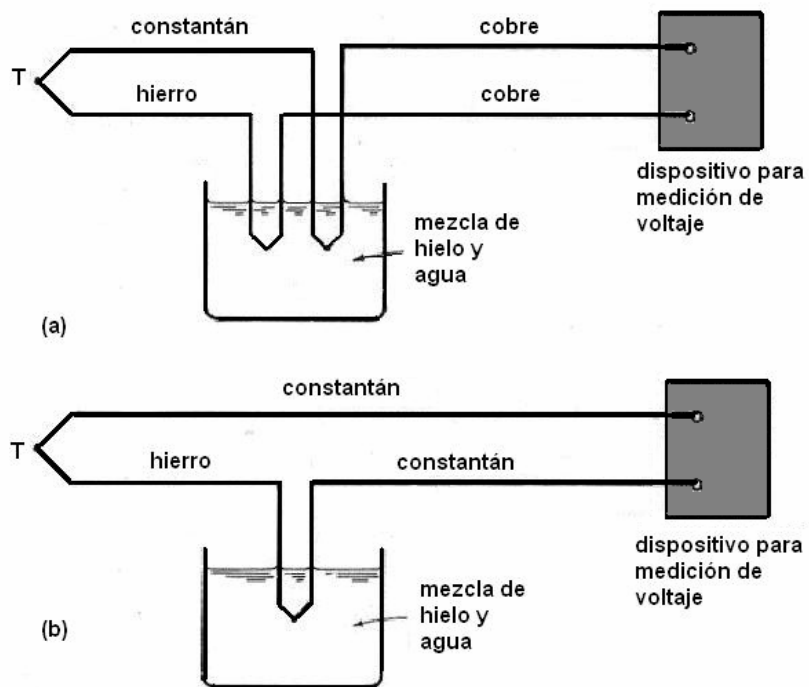 constantán
cobre
T
hierro
cobre
dispositivo para
medición de
voltaje
mezcla de
hielo y
agua
(a)
constantán
T
hierro
constantán
dispositivo para
medición de
voltaje
mezcla de
hielo y
agua
(b)